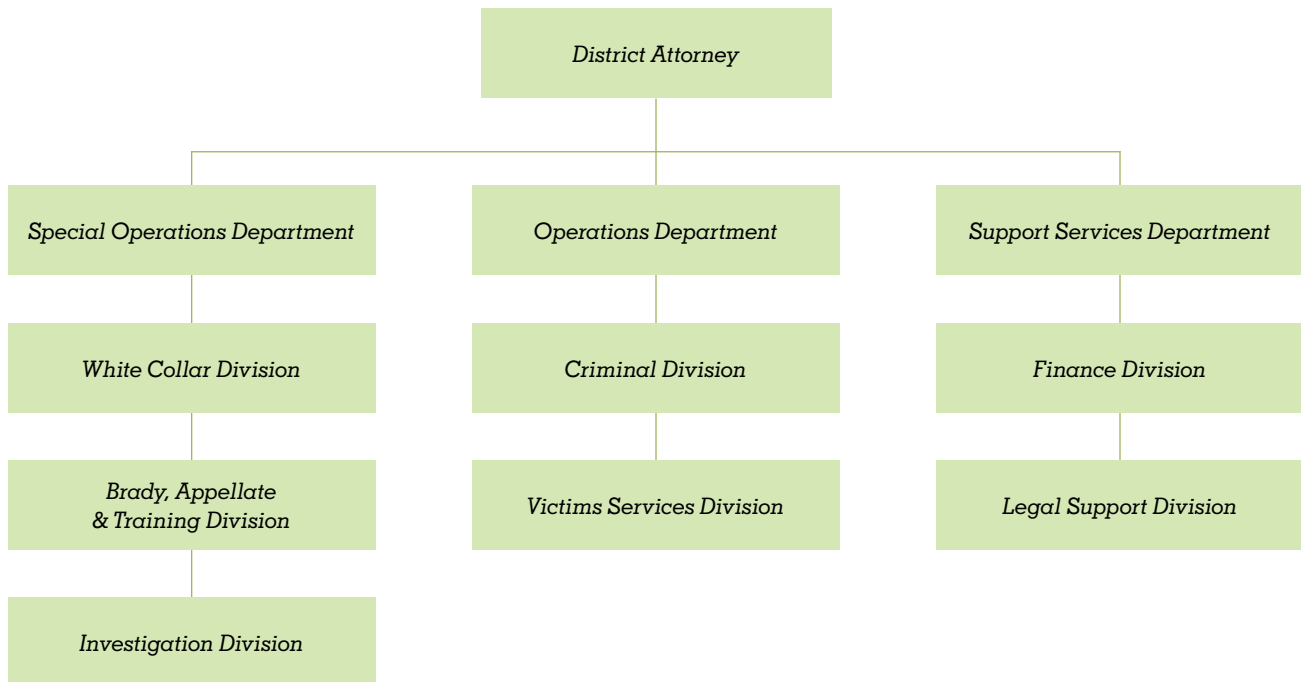 District Attorney
Special Operations Department
Operations Department
Support Services Department
White Collar Division
Criminal Division
Finance Division
Brady, Appellate
& Training Division
Victims Services Division
Legal Support Division
Investigation Division